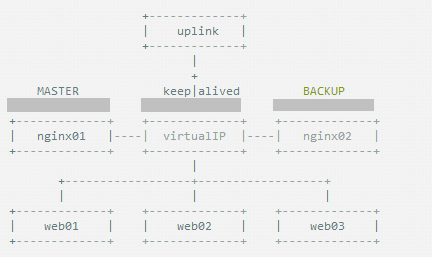 uplink
MASTER keep|alived BACKUP
nginx01 virtualIP nginx02
web01 web02 web03